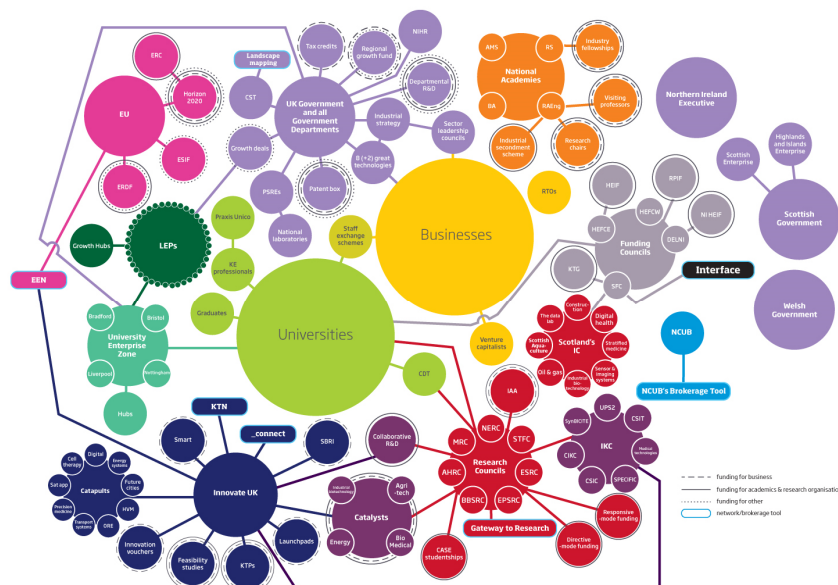 ERC
Horizon
2020
EU
ESIF
ERDF
Landscape
mapping
CST
Tax credits
Regional
growth fund
NIHR
Departmental
R&D
UK Government
and all
Government
Departments
Industrial
strategy
Sector
leadership
councils
8 (+2) great
technologies
Growth deals
Patent box
PSREs
National
laboratories
AMS
RS
BA
RAEng
National
Academies
Industry
fellowships
Visiting
professors
Research
chairs
Industrial
secondment
scheme
Northern Ireland
Executive
Scottish
Enterprise
Highlands
and Islands
Enterprise
Scottish
Government
Welsh
Government
Growth Hubs
LEPs
EEN
Praxis Unico
KE
professionals
Graduates
Staff
exchange
schemes
Businesses
RTOs
Venture
capitalists
Universities
CDT
HEIF
RPIF
NI HEIF
HEFCE
HEFCW
DELNI
SFC
KTG
Funding
Councils
Interface
Bradford
Bristol
University
Enterprise
Zone
Liverpool
Nottingham
Hubs
The data
lab
Construc-
tion
Digital
health
Scottish
Aqua-
culture
Scotland's
IC
Stratified
medicine
Oil & gas
Industrial
bio-
technology
Sensor &
Imaging
systems
NCUB
NCUB's Brokerage Tool
KTN
_connect
Smart
SBRI
Innovate UK
Innovation
vouchers
Feasibility
studies
KTPs
Launchpads
Cell
therapy
Digital
Energy
systems
Sat app
Catapults
Future
cities
Precision
medicine
HVM
Transport
systems
ORE
Collaborative
R&D
Industrial
biotechnology
Agri
-tech
Catalysts
Energy
Bio
Medical
IAA
NERC
MRC
STFC
AHRC
Research
Councils
ESRC
BBSRC
EPSRC
Gateway to Research
CASE
studentships
Directive
-mode funding
Responsive
-mode funding
SynBICITE
UPS2
CSIT
CIKC
IKC
Medical
technologies
CSIC
SPECIFIC
funding for business
funding for academics & research organisatio
funding for other
network/brokerage tool